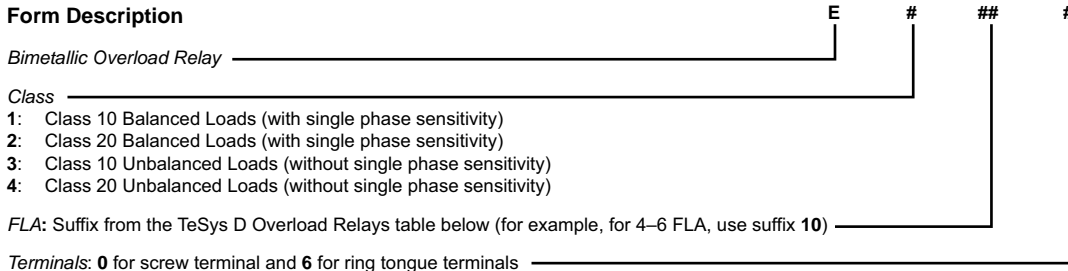 Form Description E # ## #
Bimetallic Overload Relay
Class
1: Class 10 Balanced Loads (with single phase sensitivity)
2: Class 20 Balanced Loads (with single phase sensitivity)
3: Class 10 Unbalanced Loads (without single phase sensitivity)
4: Class 20 Unbalanced Loads (without single phase sensitivity)
FLA: Suffix from the TeSys D Overload Relays table below (for example, for 4–6 FLA, use suffix 10)
Terminals: 0 for screw terminal and 6 for ring tongue terminals